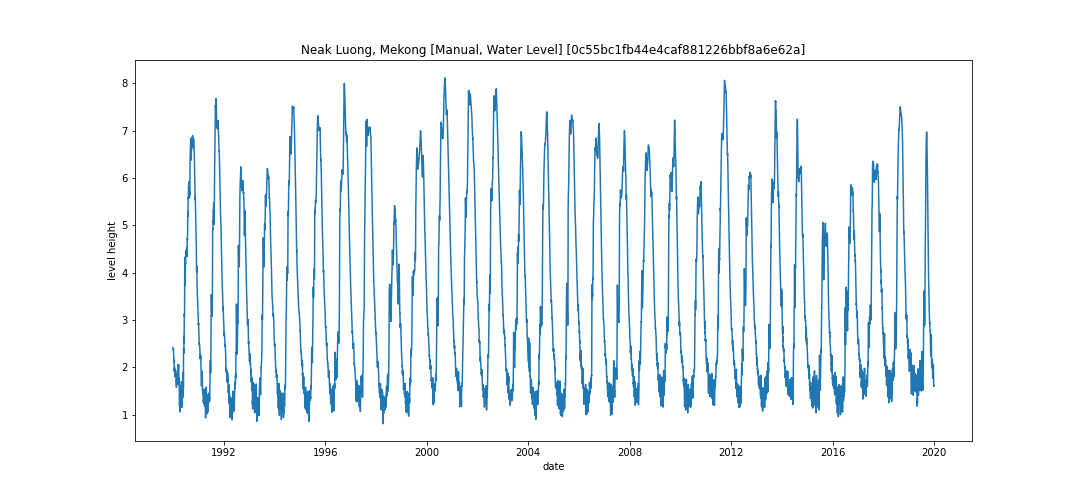 Neak Luong, Mekong [Manual, Water Level] [0c55bc1fb44e4caf881226bbf8a6e62a]
8
7
6
5
4
3
2
1
level height
1992 1996 2000 2004 2008 2012 2016 2020
date